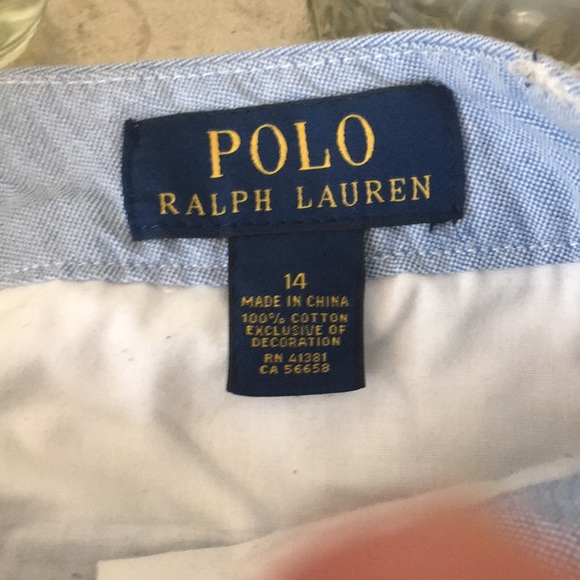 POLO
RALPH LAUREN
14
MADE IN CHINA
100% COTTON
EXCLUSIVE OF
DECORATION
RN 41381
CA 56658